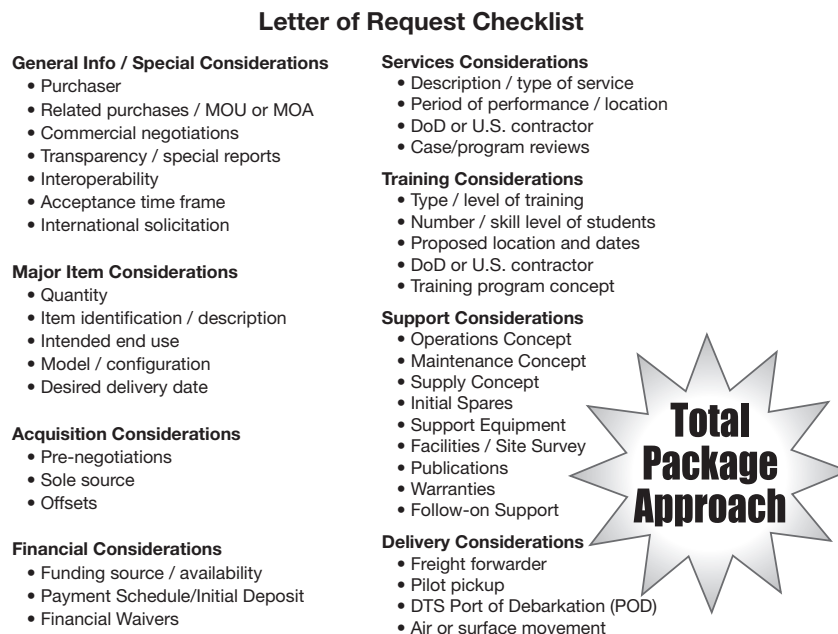 Letter of Request Checklist
General Info / Special Considerations
• Purchaser
• Related purchases / MOU or MOA
• Commercial negotiations
• Transparency / special reports
• Interoperability
• Acceptance time frame
• International solicitation
Major Item Considerations
• Quantity
• Item identification / description
• Intended end use
• Model / configuration
• Desired delivery date
Acquisition Considerations
• Pre-negotiations
• Sole source
• Offsets
Financial Considerations
• Funding source / availability
• Payment Schedule/Initial Deposit
• Financial Waivers
Services Considerations
• Description / type of service
• Period of performance / location
• DoD or U.S. contractor
• Case/program reviews
Training Considerations
• Type / level of training
• Number / skill level of students
• Proposed location and dates
• DoD or U.S. contractor
• Training program concept
Support Considerations
• Operations Concept
• Maintenance Concept
• Supply Concept
• Initial Spares
• Support Equipment
• Facilities / Site Survey
• Publications
• Warranties
• Follow-on Support
Delivery Considerations
• Freight forwarder
• Pilot pickup
• DTS Port of Debarkation (POD)
• Air or surface movement
Total
Package
Approach